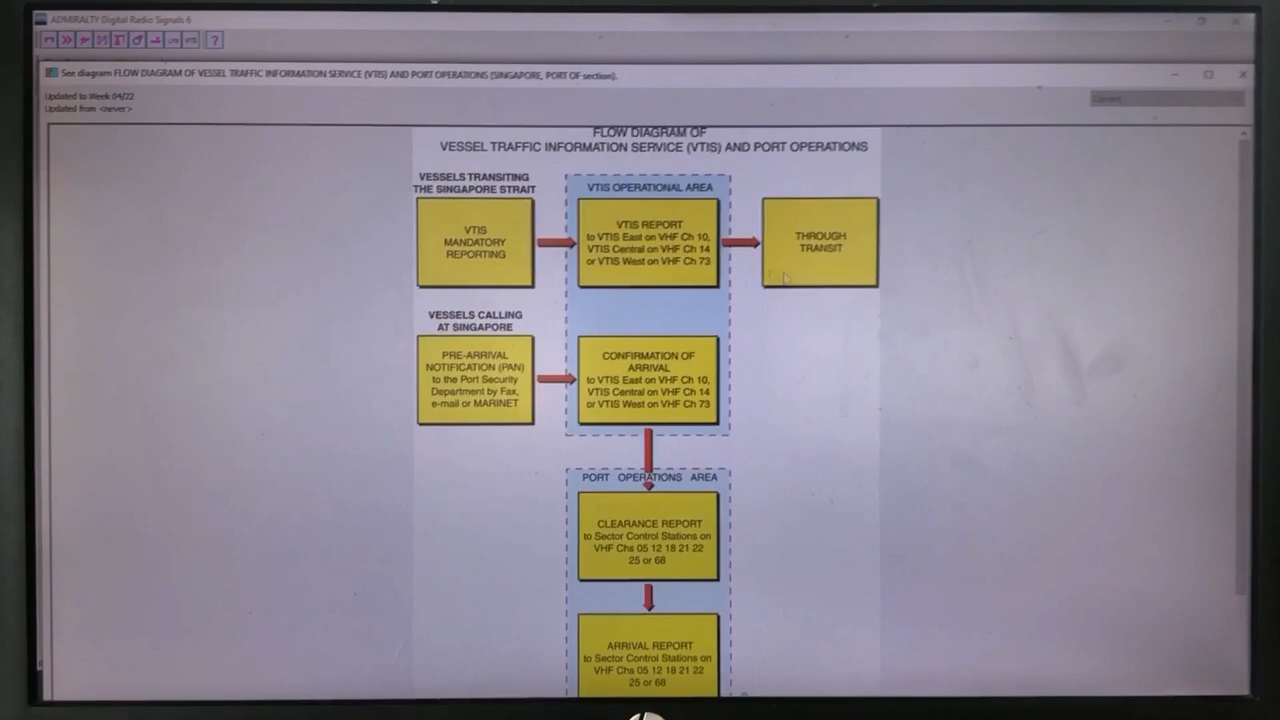 ADMIRALTY Digital Radio Signals 6
?
See diagram FLOW DIAGRAM OF VESSEL TRAFFIC INFORMATION SERVICE (VTIS) AND PORT OPERATIONS (SINGAPORE, PORT OF section).
Updated to Week 04/22
Updated from <never>
Current
FLOW DIAGRAM OF
VESSEL TRAFFIC INFORMATION SERVICE (VTIS) AND PORT OPERATIONS
VESSELS TRANSITING
THE SINGAPORE STRAIT
VTIS
MANDATORY
REPORTING
VTIS OPERATIONAL AREA
VTIS REPORT
to VTIS East on VHF Ch 10,
VTIS Central on VHF Ch 14
or VTIS West on VHF Ch 73
THROUGH
TRANSIT
VESSELS CALLING
AT SINGAPORE
PRE-ARRIVAL
NOTIFICATION (PAN)
to the Port Security
Department by Fax,
e-mail or MARINET
CONFIRMATION OF
ARRIVAL
to VTIS East on VHF Ch 10,
VTIS Central on VHF Ch 14
or VTIS West on VHF Ch 73
PORT OPERATIONS AREA
CLEARANCE REPORT
to Sector Control Stations on
VHF Chs 05 12 18 21 22
25 or 68
ARRIVAL REPORT
to Sector Control Stations on
VHF Chs 05 12 18 21 22
25 or 68